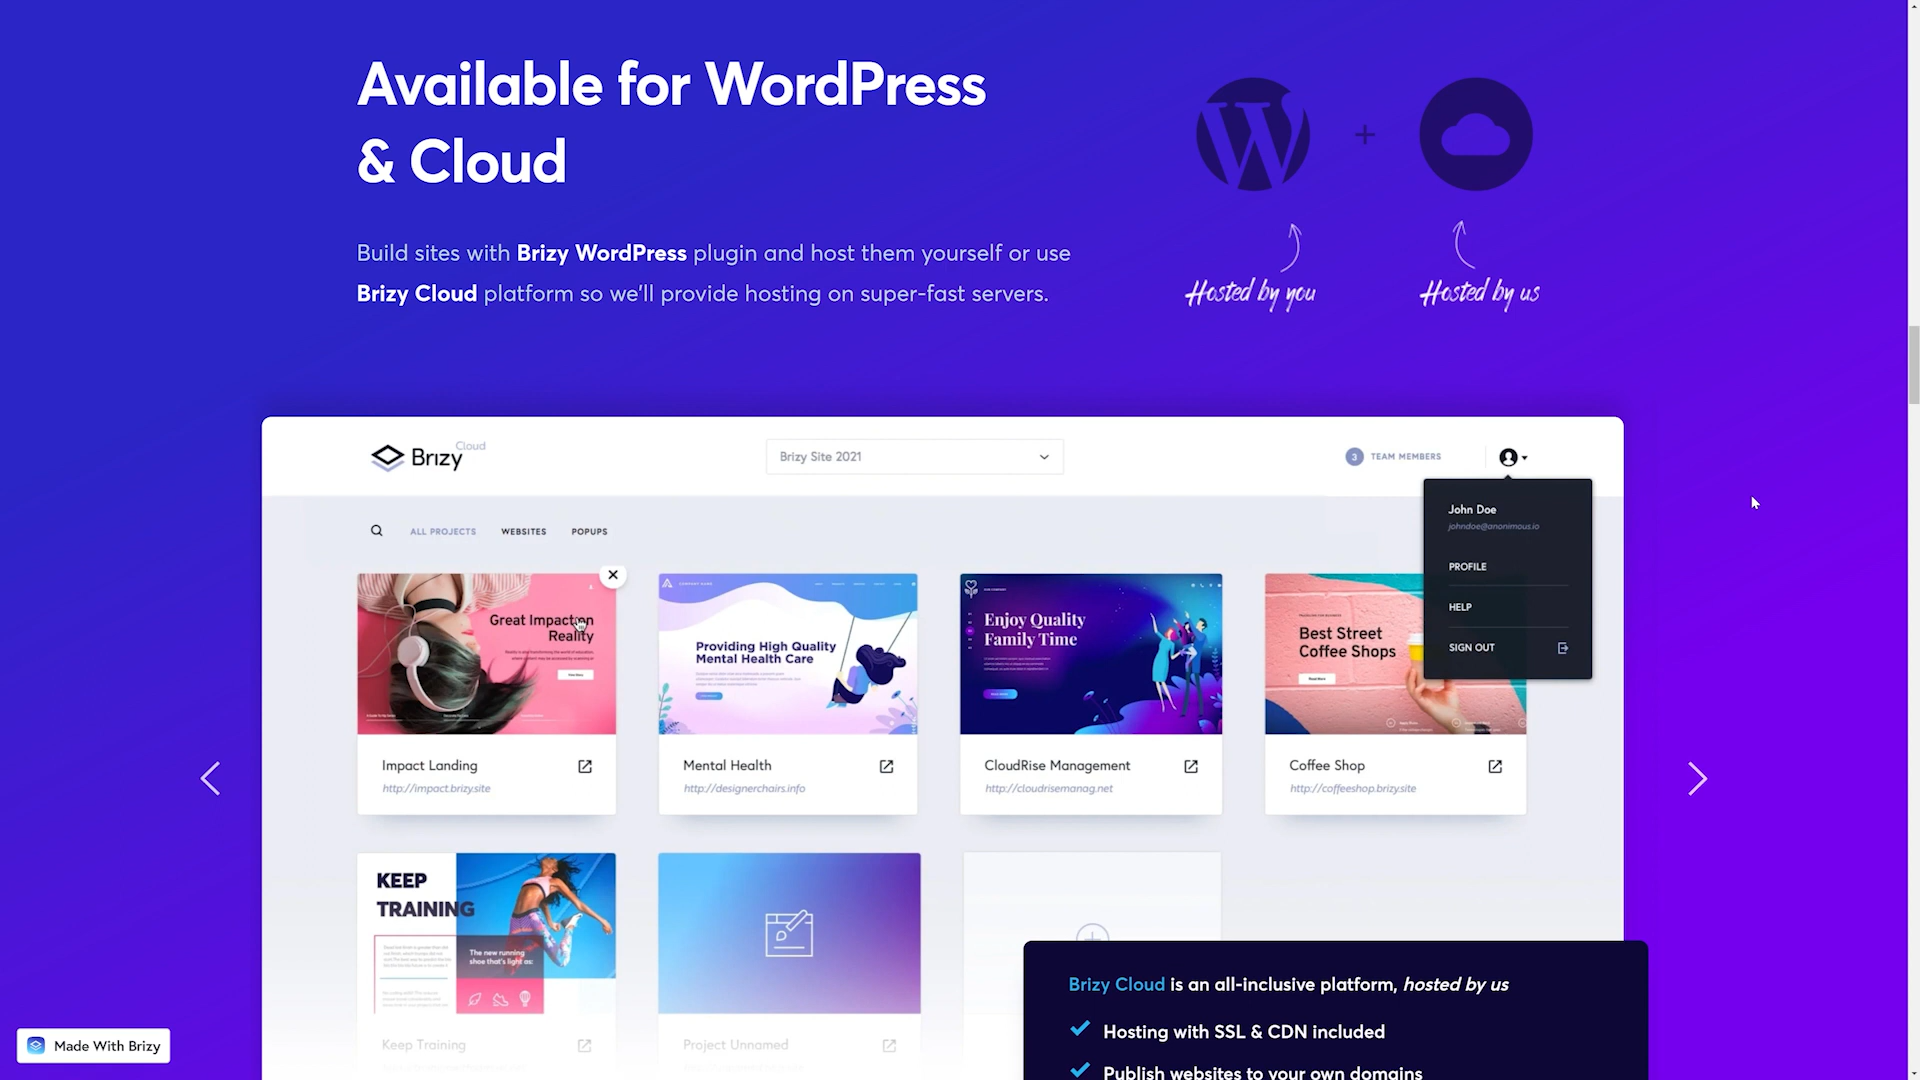 Available for WordPress
& Cloud
Build sites with Brizy WordPress plugin and host them yourself or use
Brizy Cloud platform so we'll provide hosting on super-fast servers.
+
Hosted by you
Hosted by us
Brizy
Cloud
Brizy Site 2021
3 TEAM MEMBERS
John Doe
johndoe@anonimous.io
PROFILE
HELP
SIGN OUT
ALL PROJECTS
WEBSITES
POPUPS
Great Impact on
Reality
Impact Landing
http://impact.brizy.site
COMPANY NAME
Providing High Quality
Mental Health Care
Mental Health
http://designerchairs.info
Enjoy Quality
Family Time
CloudRise Management
http://cloudrisemanag.net
Best Street
Coffee Shops
Read More
Coffee Shop
http://coffeeshop.brizy.site
KEEP
TRAINING
The new running
shoe that's light as:
Keep Training
Project Unnamed
Brizy Cloud is an all-inclusive platform, hosted by us
Hosting with SSL & CDN included
Publish websites to your own domains
Made With Brizy